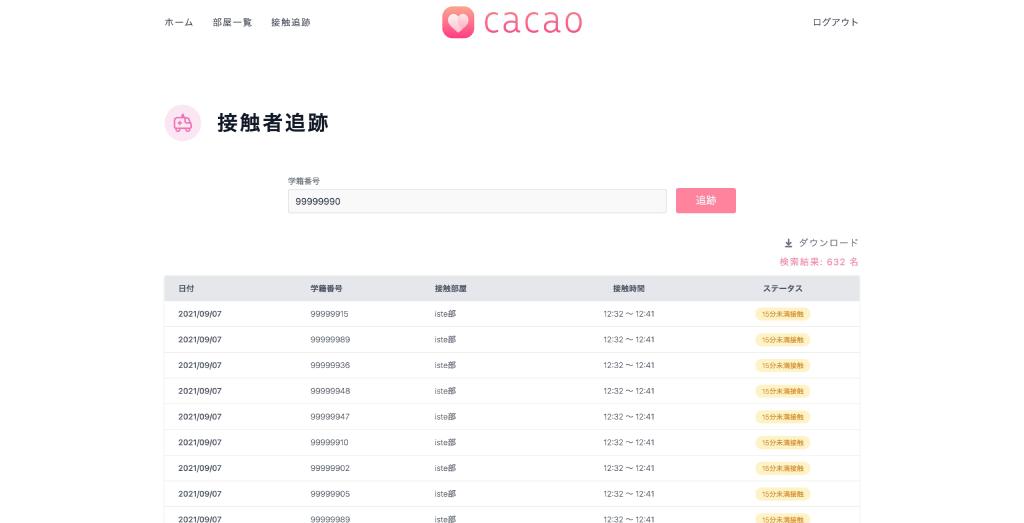 ホーム 部屋一覧 接触追跡 cacao ログアウト
接触者追跡
学籍番号
99999990 追跡
ダウンロード
検索結果: 632 名
日付 学籍番号 接触部屋 接触時間 ステータス
2021/09/07 99999915 iste部 12:32 〜 12:41 15分未満接触
2021/09/07 99999989 iste部 12:32 〜 12:41 15分未満接触
2021/09/07 99999936 iste部 12:32 〜 12:41 15分未満接触
2021/09/07 99999948 iste部 12:32 〜 12:41 15分未満接触
2021/09/07 99999947 iste部 12:32 〜 12:41 15分未満接触
2021/09/07 99999910 iste部 12:32 〜 12:41 15分未満接触
2021/09/07 99999902 iste部 12:32 〜 12:41 15分未満接触
2021/09/07 99999905 iste部 12:32 〜 12:41 15分未満接触
2021/09/07 99999989 iste部 12:32 〜 12:41 15分未満接触